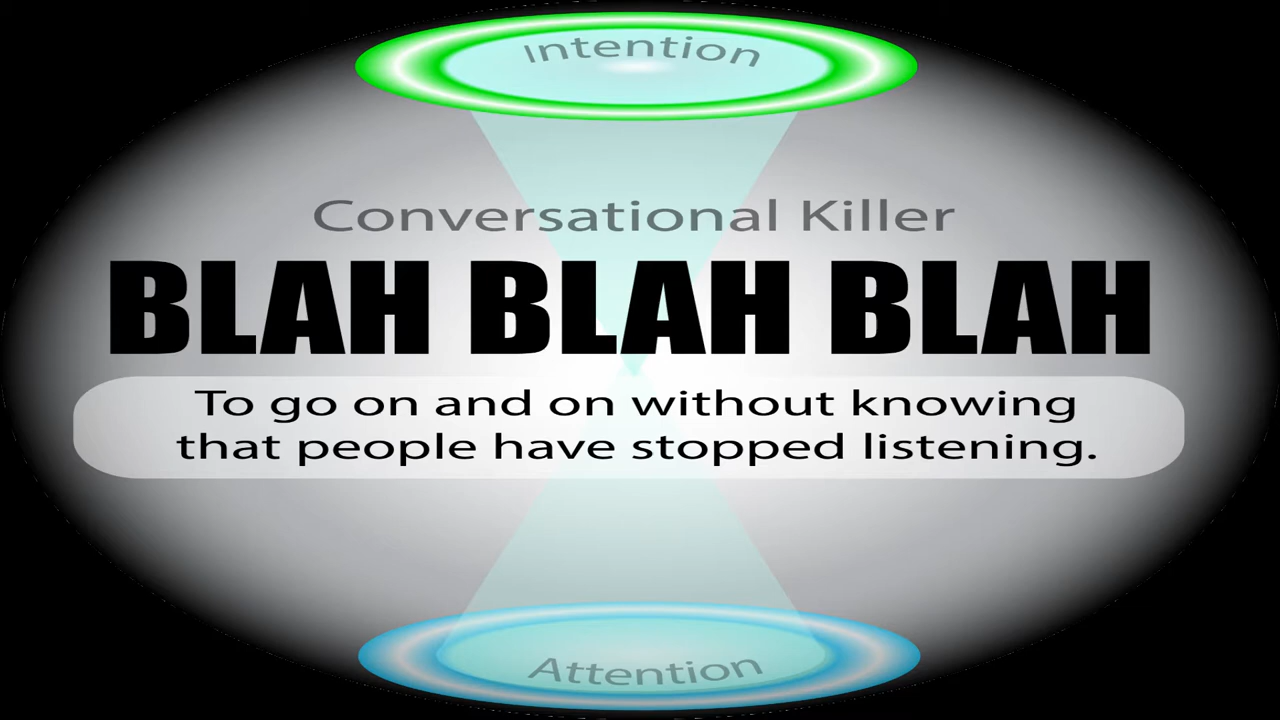 Intention
Conversational Killer
BLAH BLAH BLAH
To go on and on without knowing
that people have stopped listening.
Attention